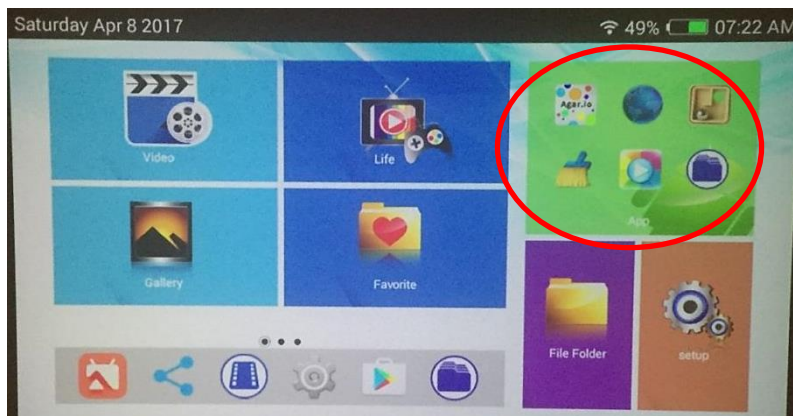 Saturday Apr 8 2017
49%
07:22 AM
Video
Life
Agar.io
App
Gallery
Favorite
File Folder
setup